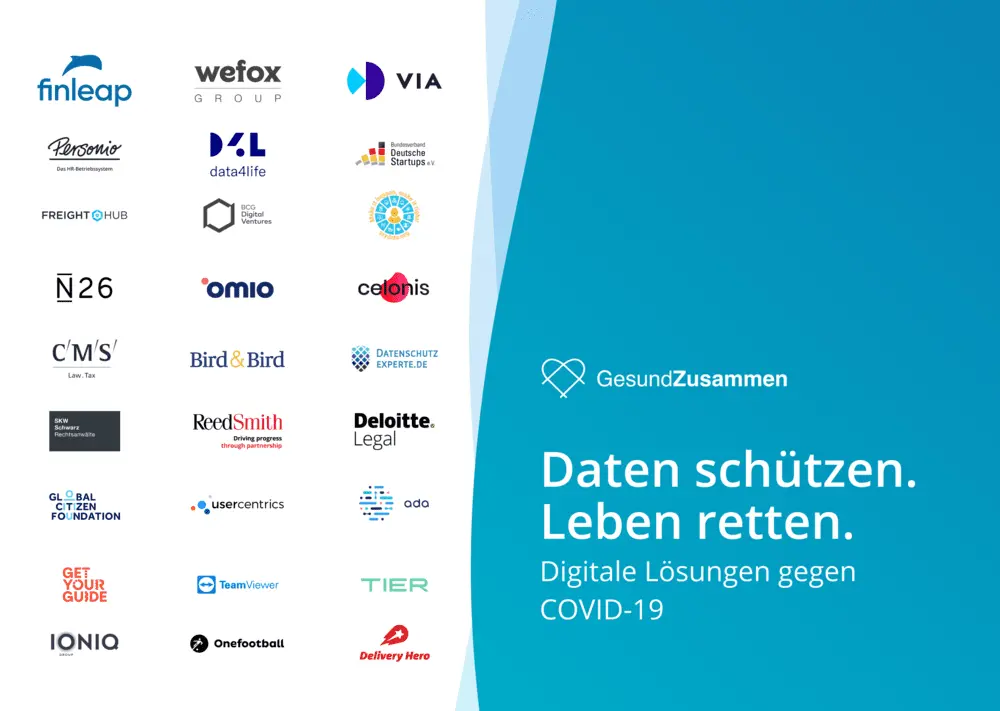 finleap
wefox
GROUP
VIA
Personio
Das HR-Betriebssystem
D4L
data4life
Bundesverband
Deutsche
Startups e.V.
FREIGHT HUB
BCG
Digital
Ventures
N26
omio
celonis
C/M/S/
Law. Tax
Bird & Bird
DATENSCHUTZ
EXPERTE.DE
SKW
Schwarz
Rechtsanwälte
ReedSmith
Driving progress
through partnership
Deloitte.
Legal
GLOBAL
CITIZEN
FOUNDATION
usercentrics
ada
GET
YOUR
GUIDE
TeamViewer
TIER
IONIQ
GROUP
Onefootball
Delivery Hero
GesundZusammen
Daten schützen.
Leben retten.
Digitale Lösungen gegen
COVID-19